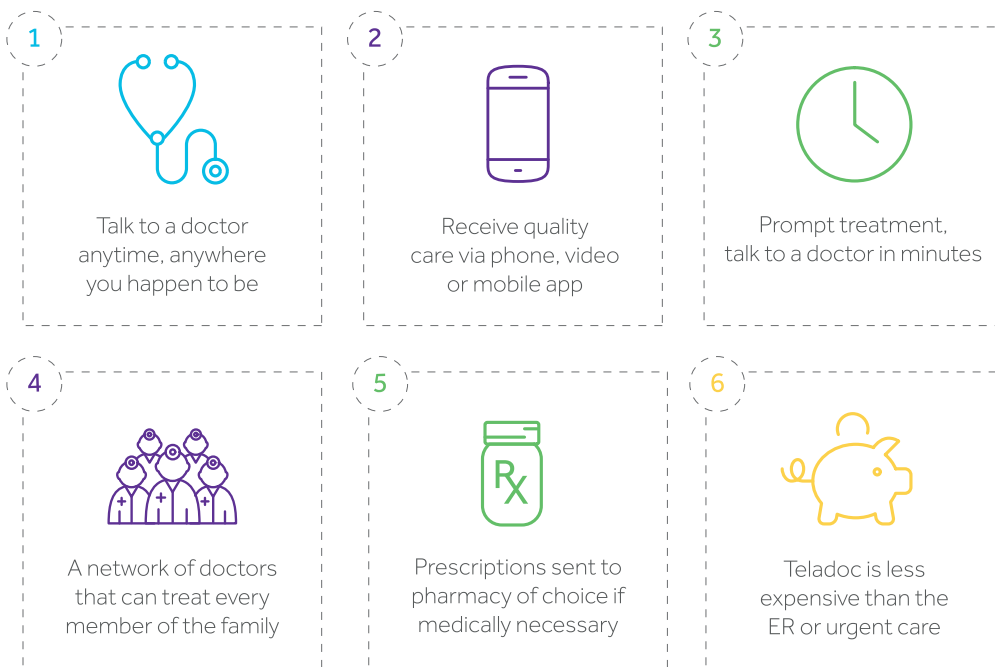 1
Talk to a doctor
anytime, anywhere
you happen to be
2
Receive quality
care via phone, video
or mobile app
3
Prompt treatment,
talk to a doctor in minutes
4
A network of doctors
that can treat every
member of the family
5
Rx
Prescriptions sent to
pharmacy of choice if
medically necessary
6
Teladoc is less
expensive than the
ER or urgent care